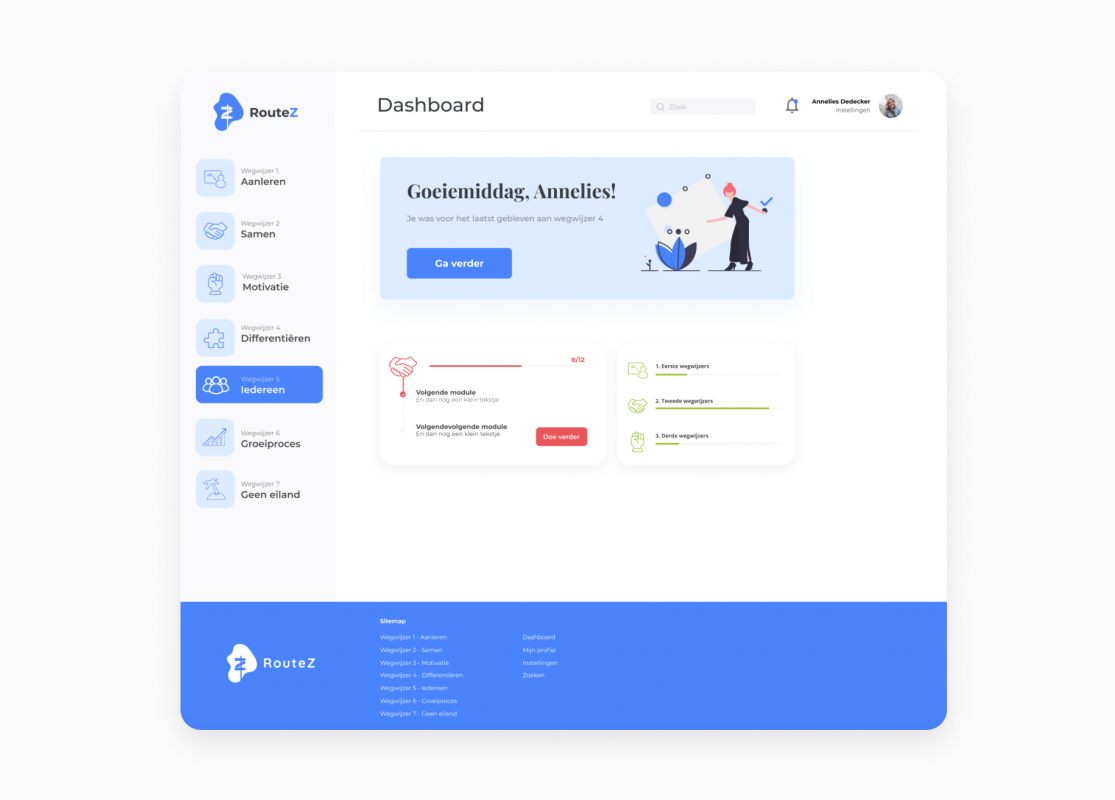 RouteZ
Wegwijzer 1
Aanleren
Wegwijzer 2
Samen
Wegwijzer 3
Motivatie
Wegwijzer 4
Differentiëren
Wegwijzer 5
Iedereen
Wegwijzer 6
Groeiproces
Wegwijzer 7
Geen eiland
Dashboard
Zoek
Annelies Dedecker
Instellingen
Goeiemiddag, Annelies!
Je was voor het laatst gebleven aan wegwijzer 4
Ga verder
8/12
Volgende module
En dan nog een klein tekstje
Volgendevolgende module
En dan nog een klein tekstje
Doe verder
1. Eerste wegwijzers
2. Tweede wegwijzers
3. Derde wegwijzers
RouteZ
Sitemap
Wegwijzer 1 - Aanleren
Wegwijzer 2 - Samen
Wegwijzer 3 - Motivatie
Wegwijzer 4 - Differentiëren
Wegwijzer 5 - Iedereen
Wegwijzer 6 - Groeiproces
Wegwijzer 7 - Geen eiland
Dashboard
Mijn profiel
Instellingen
Zoeken